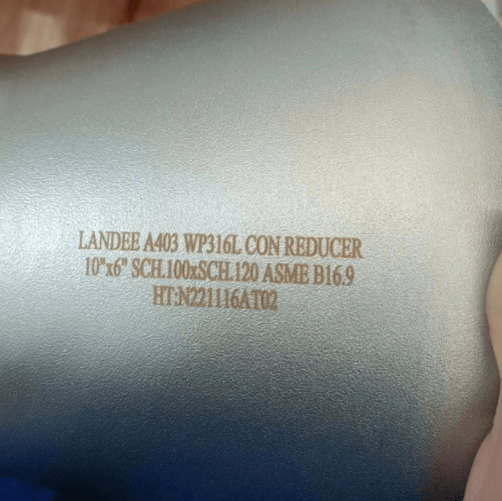 LANDEE A403 WP316L CON REDUCER
10"x6" SCH.100xSCH.120 ASME B16.9
HT:N221116AT02